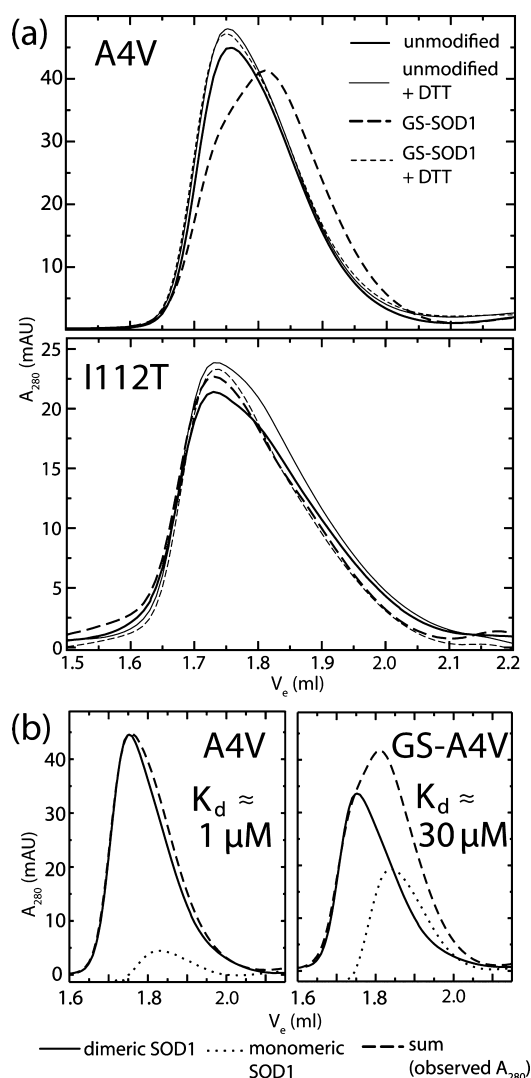 (a)
A4V
unmodified
unmodified
+ DTT
GS-SOD1
GS-SOD1
+ DTT
40
30
20
10
A280 (mAU)
I112T
25
20
15
10
5
0
1.5 1.6 1.7 1.8 1.9 2.0 2.1 2.2
Ve (ml)
(b)
A4V
Kd ≈
1 µM
GS-A4V
Kd ≈
30 µM
40
30
20
10
0
A280 (mAU)
1.6 1.8 2.0 1.6 1.8 2.0
Ve (ml)
dimeric SOD1 monomeric SOD1 sum (observed A280)